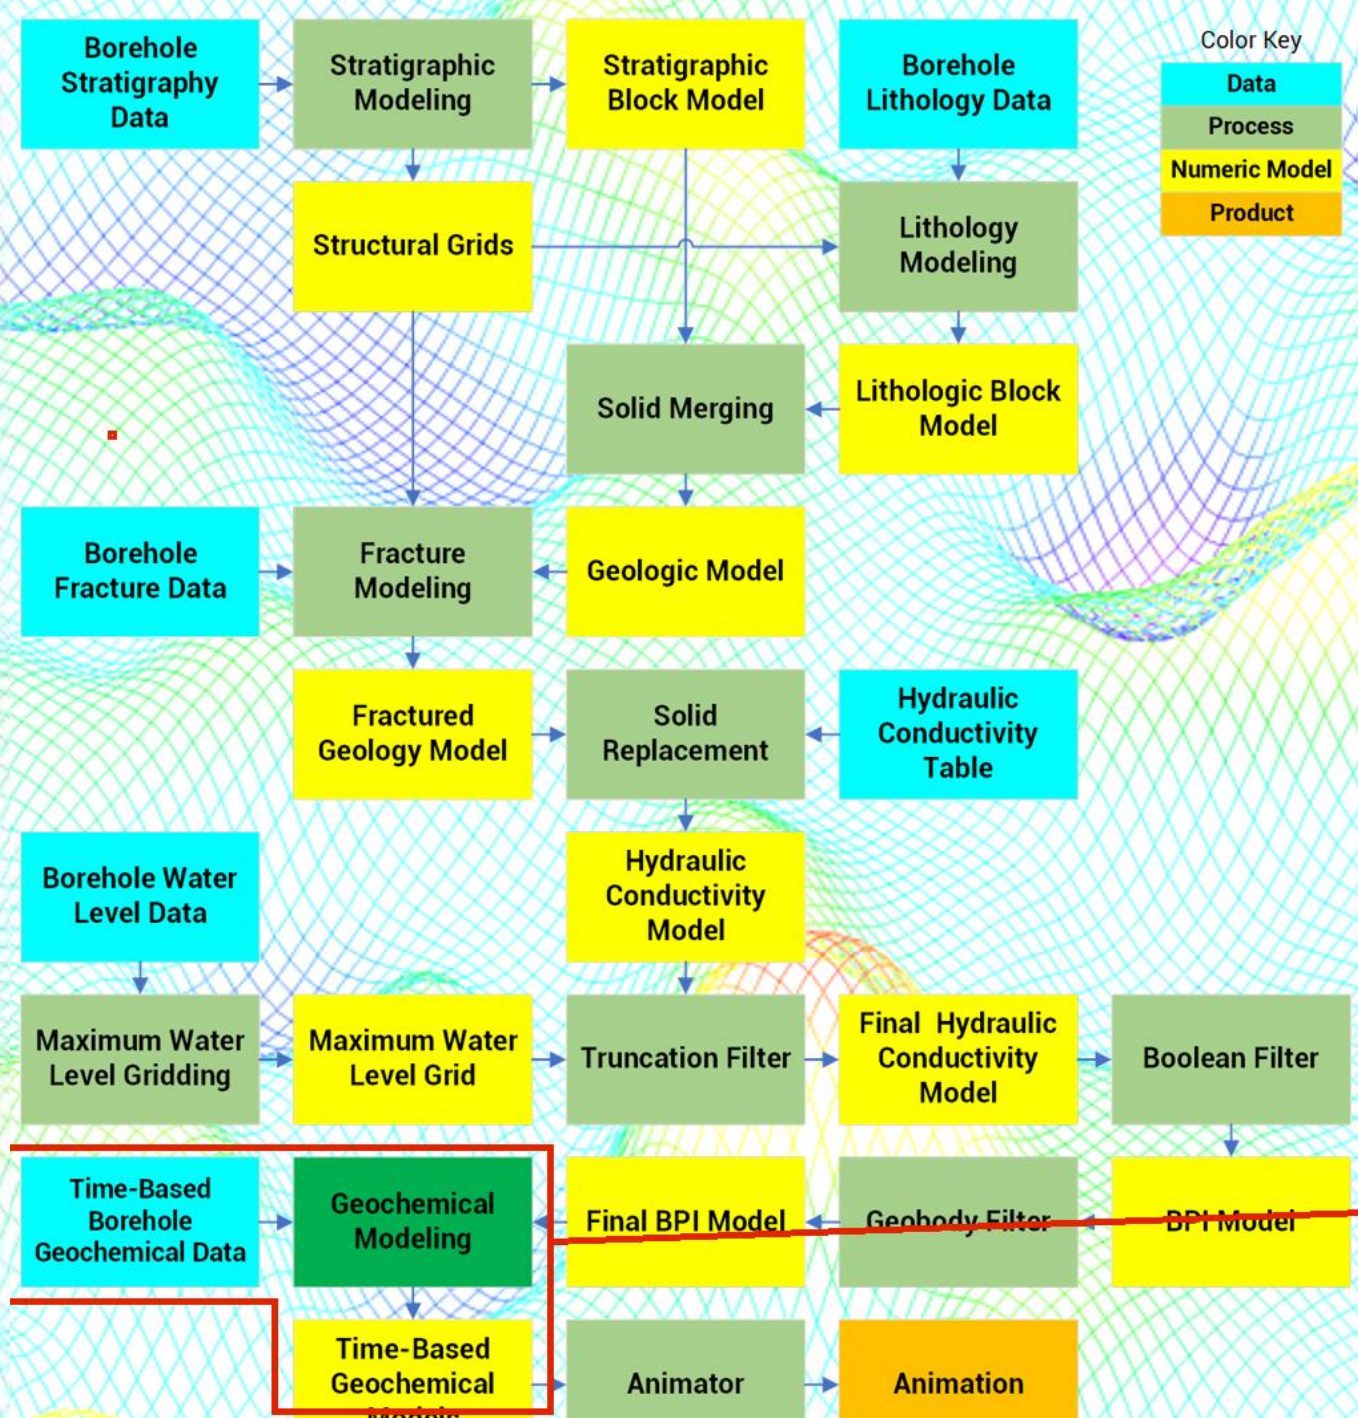 Borehole
Stratigraphy
Data
Stratigraphic
Modeling
Stratigraphic
Block Model
Borehole
Lithology Data
Color Key
Data
Process
Numeric Model
Product
Structural Grids
Lithology
Modeling
Solid Merging
Lithologic Block
Model
Borehole
Fracture Data
Fracture
Modeling
Geologic Model
Fractured
Geology Model
Solid
Replacement
Hydraulic
Conductivity
Table
Borehole Water
Level Data
Hydraulic
Conductivity
Model
Maximum Water
Level Gridding
Maximum Water
Level Grid
Truncation Filter
Final Hydraulic
Conductivity
Model
Boolean Filter
Time-Based
Borehole
Geochemical Data
Geochemical
Modeling
Final BPI Model
Geobody Filter
BPI Model
Time-Based
Geochemical
Models
Animator
Animation